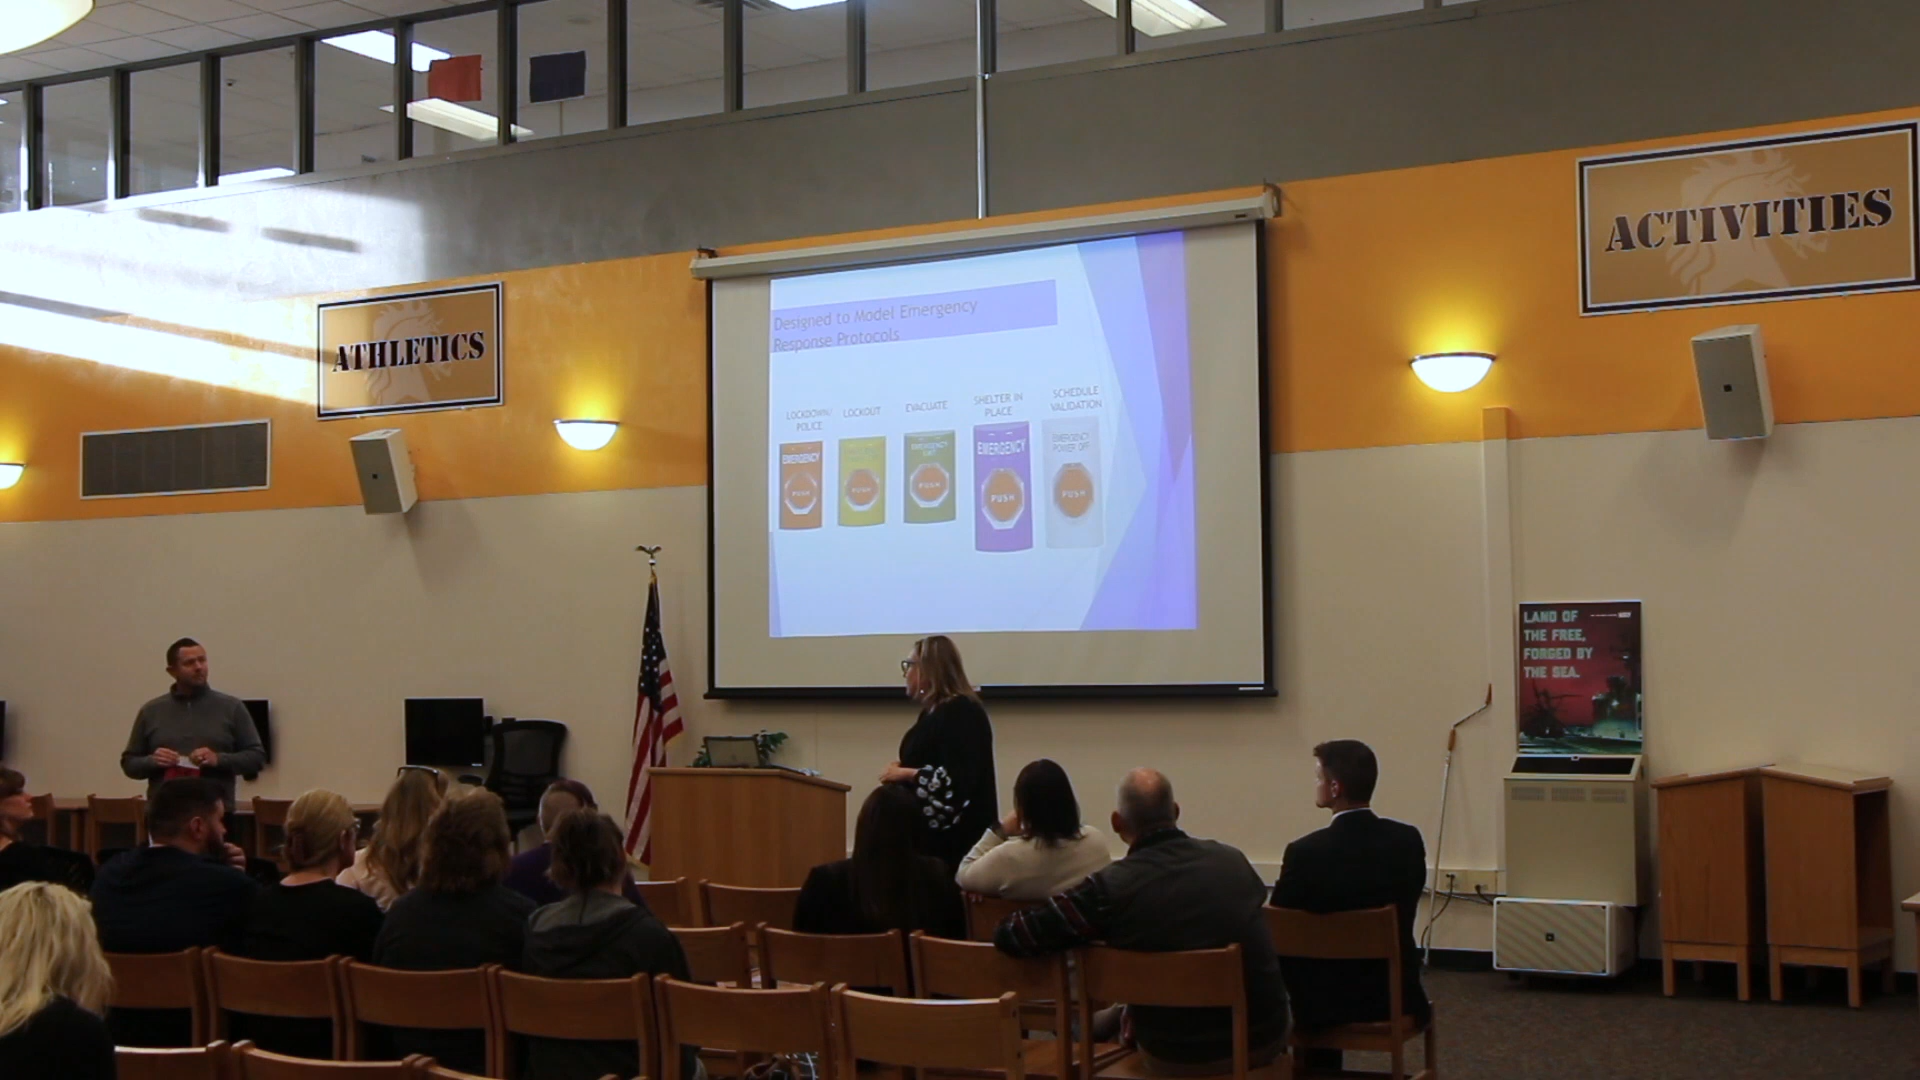 ATHLETICS
ACTIVITIES
Designed to Model Emergency
Response Protocols
LOCKDOWN/
POLICE
LOCKOUT
EVACUATE
SHELTER IN
PLACE
SCHEDULE
VALIDATION
EMERGENCY
PUSH
PUSH
EMERGENCY
PUSH
EMERGENCY
PUSH
EMERGENCY
POWER OFF
PUSH
LAND OF
THE FREE,
FORGED BY
THE SEA.